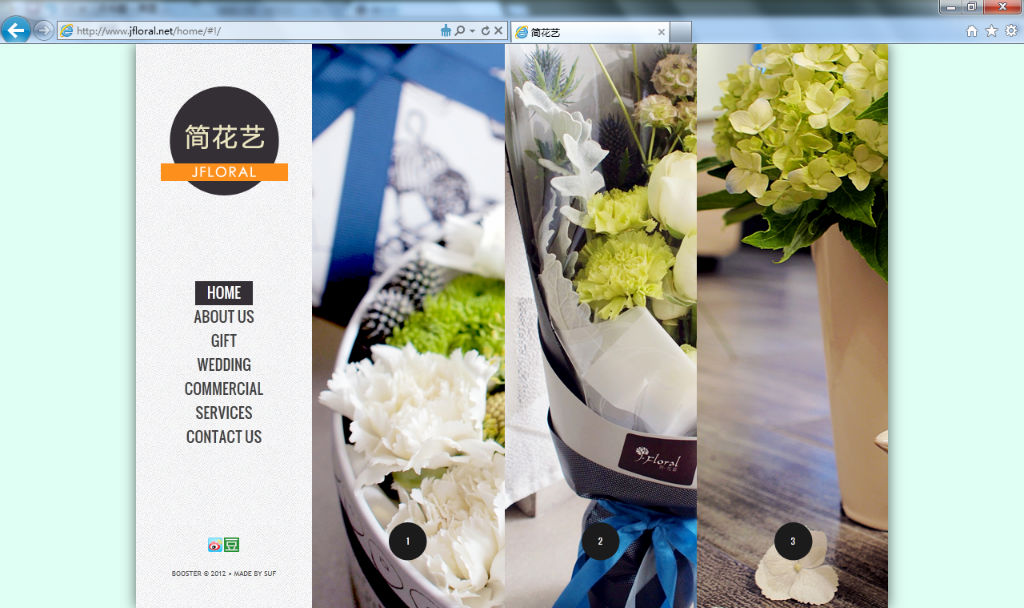 http://www.jfloral.net/home/#!/
简花艺
简花艺
JFLORAL
HOME
ABOUT US
GIFT
WEDDING
COMMERCIAL
SERVICES
CONTACT US
豆
BOOSTER © 2012 • MADE BY SUF
J-Floral
1
2
3